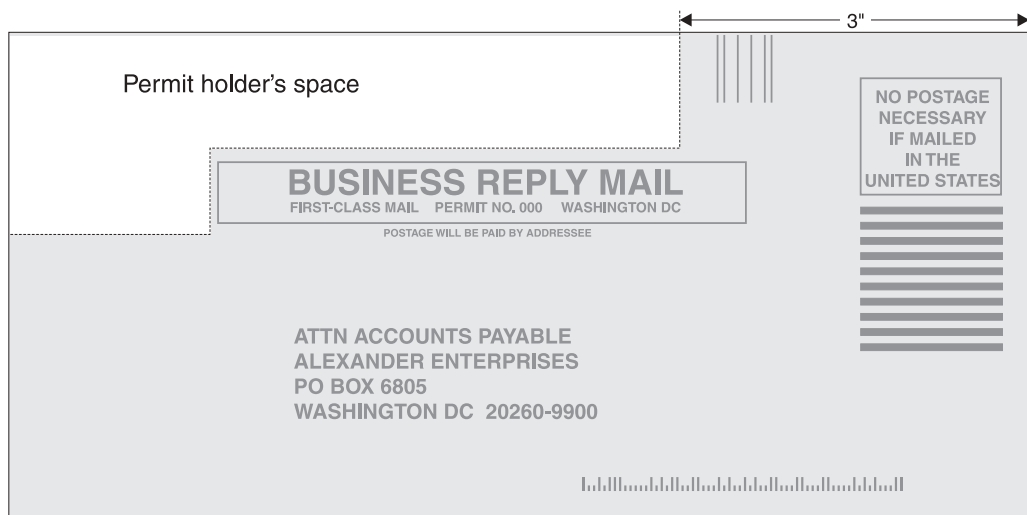 3"
Permit holder’s space
NO POSTAGE
NECESSARY
IF MAILED
IN THE
UNITED STATES
BUSINESS REPLY MAIL
FIRST-CLASS MAIL PERMIT NO. 000 WASHINGTON DC
POSTAGE WILL BE PAID BY ADDRESSEE
ATTN ACCOUNTS PAYABLE
ALEXANDER ENTERPRISES
PO BOX 6805
WASHINGTON DC 20260-9900